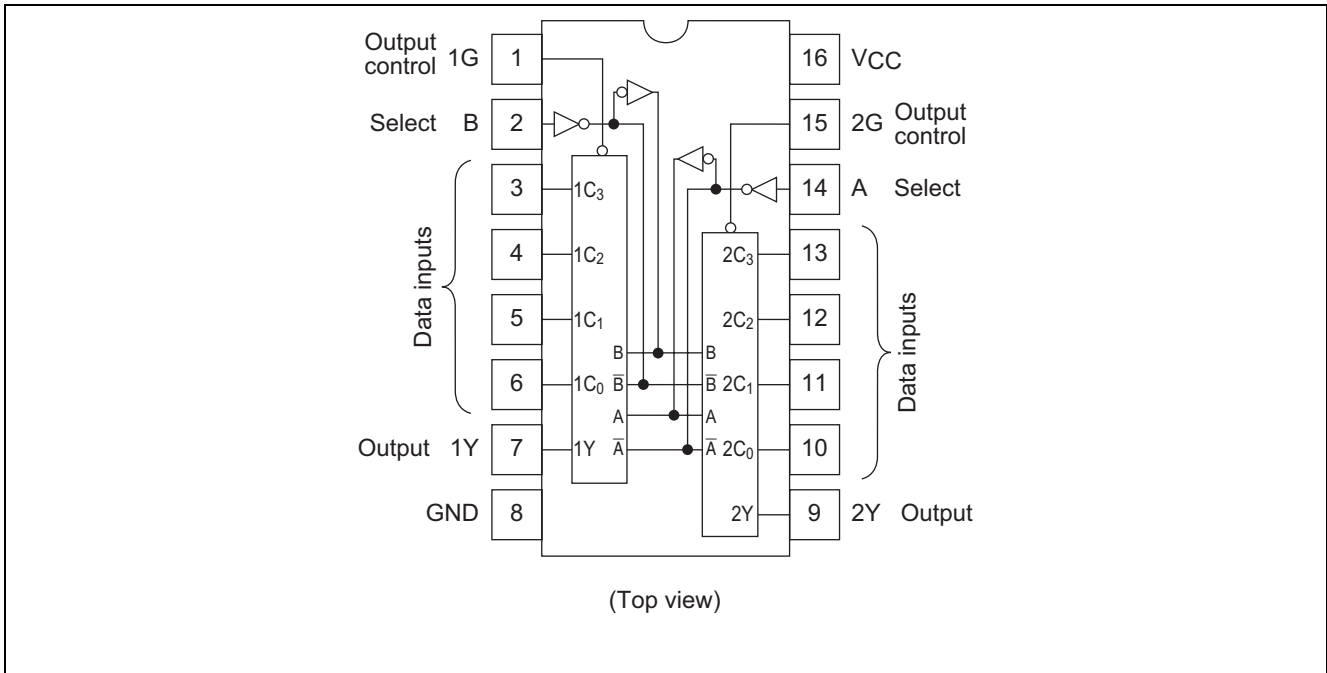 Output control 1G 1
Select B 2
Data inputs
3 1C3
4 1C2
5 1C1
6 1C0
Output 1Y 7 1Y
GND 8
B
B̅
A
A̅
16 VCC
15 2G Output control
14 A Select
2C3 13
2C2 12
2C1 11
2C0 10
2Y 9 2Y Output
B
B̅
A
A̅
Data inputs
(Top view)